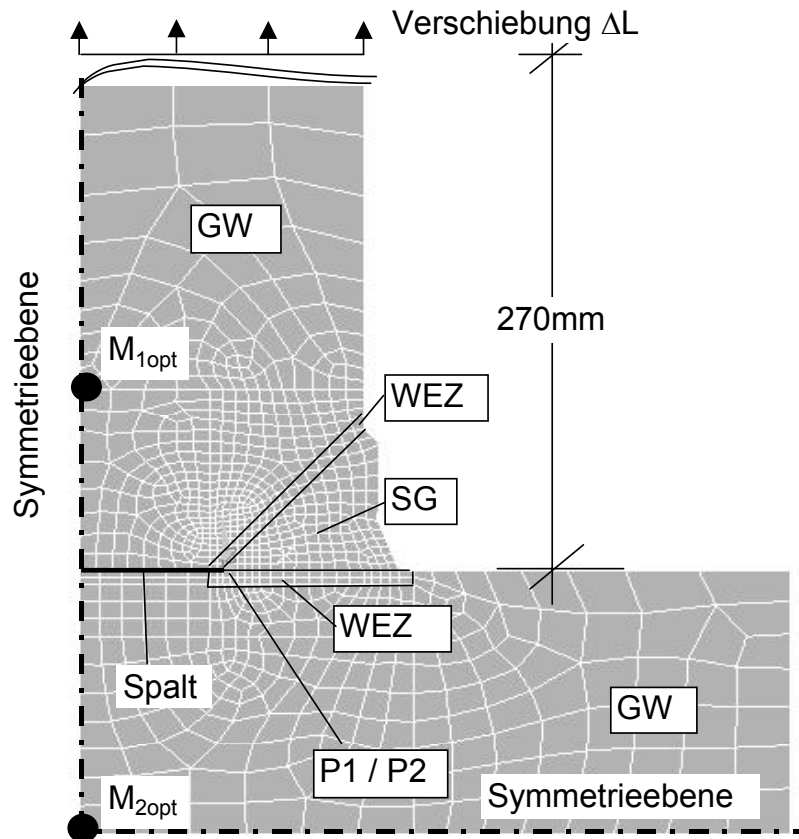 Verschiebung ΔL
GW
Symmetrieebene
270mm
M1opt
WEZ
SG
WEZ
Spalt
GW
P1 / P2
M2opt
Symmetrieebene